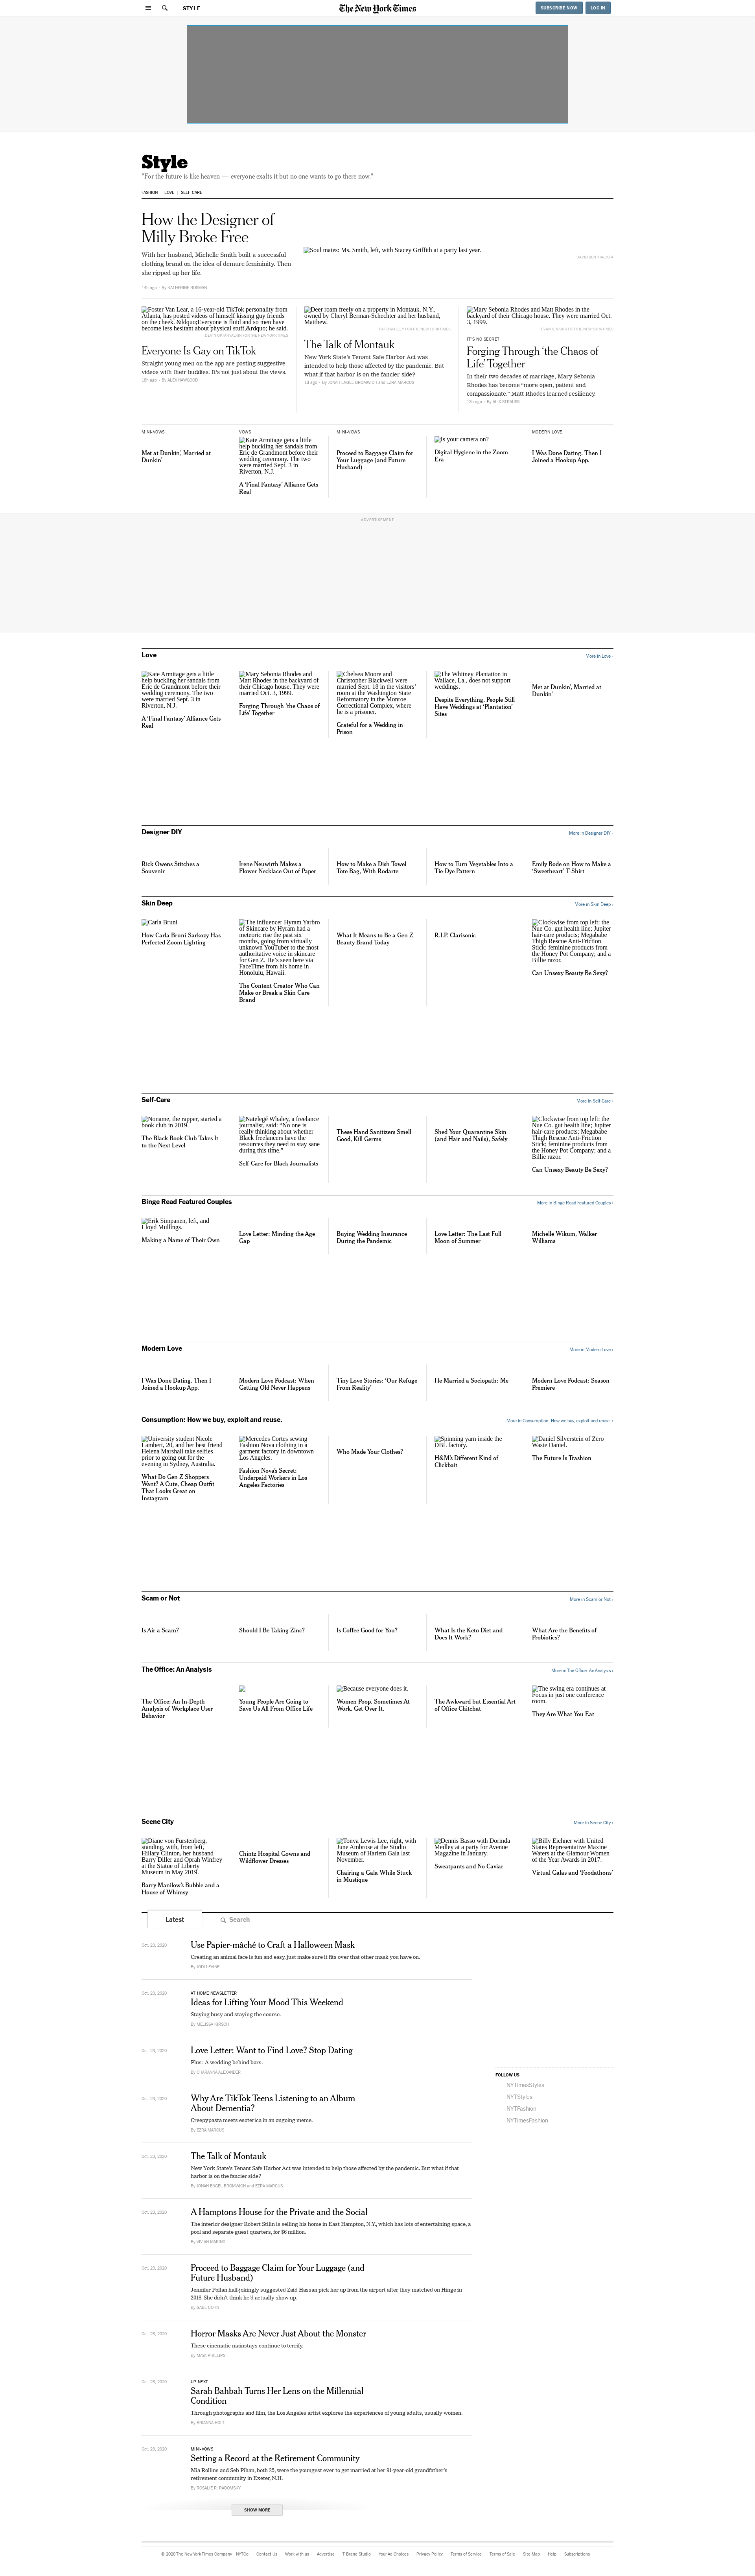 STYLE
The New York Times
SUBSCRIBE NOW
LOG IN
Style
"For the future is like heaven — everyone exalts it but no one wants to go there now."
FASHION
LOVE
SELF-CARE
How the Designer of
Milly Broke Free
With her husband, Michelle Smith built a successful
clothing brand on the idea of demure femininity. Then
she ripped up her life.
By KATHERINE ROSMAN
Soul mates: Ms. Smith, left, with Stacey Griffith at a party last year.
Foster Van Lear, a 16-year-old TikTok personality from
Atlanta, has posted videos of himself kissing guy friends
on the cheek. &ldquo;Everyone is fluid and so men have
become less hesitant about physical stuff,&rdquo; he said.
Everyone Is Gay on TikTok
Straight young men on the app are posting suggestive
videos with their buddies. It's not just about the views.
By ALEX HAWGOOD
Deer roam freely on a property in Montauk, N.Y.,
owned by Cheryl Berman-Schechter and her husband,
Matthew.
The Talk of Montauk
New York State's Tenant Safe Harbor Act was
intended to help those affected by the pandemic. But
what if that harbor is on the fancier side?
1d ago – By JONAH ENGEL BROMWICH and EZRA MARCUS
Mary Sebonia Rhodes and Matt Rhodes in the
backyard of their Chicago house. They were married Oct.
3, 1999.
IT'S NO SECRET
Forging Through 'the Chaos of
Life' Together
In their two decades of marriage, Mary Sebonia
Rhodes has become "more open, patient and
compassionate." Matt Rhodes learned resiliency.
By ALIX STRAUSS
MINI-VOWS
Met at Dunkin', Married at
Dunkin'
VOWS
Kate Armitage gets a little
help buckling her sandals from
Eric de Grandmont before their
wedding ceremony. The two
were married Sept. 3 in
Riverton, N.J.
A 'Final Fantasy' Alliance Gets
Real
MINI-VOWS
Proceed to Baggage Claim for
Your Luggage (and Future
Husband)
Is your camera on?
Digital Hygiene in the Zoom
Era
MODERN LOVE
I Was Done Dating. Then I
Joined a Hookup App.
ADVERTISEMENT
Love
More in Love ›
Kate Armitage gets a little
help buckling her sandals from
Eric de Grandmont before their
wedding ceremony. The two
were married Sept. 3 in
Riverton, N.J.
A 'Final Fantasy' Alliance Gets
Real
Mary Sebonia Rhodes and
Matt Rhodes in the backyard of
their Chicago house. They were
married Oct. 3, 1999.
Forging Through 'the Chaos of
Life' Together
Chelsea Moore and
Christopher Blackwell were
married Sept. 18 in the visitors'
room at the Washington State
Reformatory in the Monroe
Correctional Complex, where
he is a prisoner.
Grateful for a Wedding in
Prison
The Whitney Plantation in
Wallace, La., does not support
weddings.
Despite Everything, People Still
Have Weddings at 'Plantation'
Sites
Met at Dunkin', Married at
Dunkin'
Designer DIY
More in Designer DIY ›
Rick Owens Stitches a
Souvenir
Irene Neuwirth Makes a
Flower Necklace Out of Paper
How to Make a Dish Towel
Tote Bag, With Rodarte
How to Turn Vegetables Into a
Tie-Dye Pattern
Emily Bode on How to Make a
'Sweetheart' T-Shirt
Skin Deep
More in Skin Deep ›
Carla Bruni
How Carla Bruni-Sarkozy Has
Perfected Zoom Lighting
The influencer Hyram Yarbro
of Skincare by Hyram had a
meteoric rise the past six
months, going from virtually
unknown YouTuber to the most
authoritative voice in skincare
for Gen Z. He's seen here via
FaceTime from his home in
Honolulu, Hawaii.
The Content Creator Who Can
Make or Break a Skin Care
Brand
What It Means to Be a Gen Z
Beauty Brand Today
R.I.P. Clarisonic
Clockwise from top left: the
Nue Co. gut health line; Jupiter
hair-care products; Megababe
Thigh Rescue Anti-Friction
Stick; feminine products from
the Honey Pot Company; and a
Billie razor.
Can Unsexy Beauty Be Sexy?
Self-Care
More in Self-Care ›
Noname, the rapper, started a
book club in 2019.
The Black Book Club Takes It
to the Next Level
Natelegé Whaley, a freelance
journalist, said: "No one is
really thinking about whether
Black freelancers have the
resources they need to stay sane
during this time."
Self-Care for Black Journalists
These Hand Sanitizers Smell
Good, Kill Germs
Shed Your Quarantine Skin
(and Hair and Nails), Safely
Clockwise from top left: the
Nue Co. gut health line; Jupiter
hair-care products; Megababe
Thigh Rescue Anti-Friction
Stick; feminine products from
the Honey Pot Company; and a
Billie razor.
Can Unsexy Beauty Be Sexy?
Binge Read Featured Couples
More in Binge Read Featured Couples ›
Erik Simpanen, left, and
Lloyd Mullings.
Making a Name of Their Own
Love Letter: Minding the Age
Gap
Buying Wedding Insurance
During the Pandemic
Love Letter: The Last Full
Moon of Summer
Michelle Wikum, Walker
Williams
Modern Love
More in Modern Love ›
I Was Done Dating. Then I
Joined a Hookup App.
Modern Love Podcast: When
Getting Old Never Happens
Tiny Love Stories: 'Our Refuge
From Reality'
He Married a Sociopath: Me
Modern Love Podcast: Season
Premiere
Consumption: How we buy, exploit and reuse.
More in Consumption: How we buy, exploit and reuse. ›
University student Nicole
Lambert, 20, and her best friend
Helena Marshall take selfies
prior to going out for the
evening in Sydney, Australia.
What Do Gen Z Shoppers
Want? A Cute, Cheap Outfit
That Looks Great on
Instagram
Mercedes Cortes sewing
Fashion Nova clothing in a
garment factory in downtown
Los Angeles.
Fashion Nova's Secret:
Underpaid Workers in Los
Angeles Factories
Who Made Your Clothes?
Spinning yarn inside the
DBL factory.
H&M's Different Kind of
Clickbait
Daniel Silverstein of Zero
Waste Daniel.
The Future Is Trashion
Scam or Not
More in Scam or Not ›
Is Air a Scam?
Should I Be Taking Zinc?
Is Coffee Good for You?
What Is the Keto Diet and
Does It Work?
What Are the Benefits of
Probiotics?
The Office: An Analysis
More in The Office: An Analysis ›
The Office: An In-Depth
Analysis of Workplace User
Behavior
Young People Are Going to
Save Us All From Office Life
Because everyone does it.
Women Poop. Sometimes At
Work. Get Over It.
The Awkward but Essential Art
of Office Chitchat
The swing era continues at
Focus in just one conference
room.
They Are What You Eat
Scene City
More in Scene City ›
Diane von Furstenberg,
standing, with, from left,
Hillary Clinton, her husband
Barry Diller and Oprah Winfrey
at the Statue of Liberty
Museum in May 2019.
Barry Manilow's Bubble and a
House of Whimsy
Chintz Hospital Gowns and
Wildflower Dresses
Tonya Lewis Lee, right, with
June Ambrose at the Studio
Museum of Harlem Gala last
November.
Chairing a Gala While Stuck
in Mustique
Dennis Basso with Dorinda
Medley at a party for Avenue
Magazine in January.
Sweatpants and No Caviar
Billy Eichner with United
States Representative Maxine
Waters at the Glamour Women
of the Year Awards in 2017.
Virtual Galas and 'Foodathons'
Latest
Search
Oct. 23, 2020
Use Papier-mâché to Craft a Halloween Mask
Creating an animal face is fun and easy, just make sure it fits over that other mask you have on.
By JODI LEVINE
Oct. 23, 2020
AT HOME NEWSLETTER
Ideas for Lifting Your Mood This Weekend
Staying busy and staying the course.
By MELISSA KIRSCH
Oct. 23, 2020
Love Letter: Want to Find Love? Stop Dating
Plus: A wedding behind bars.
By CHARANNA ALEXANDER
Oct. 23, 2020
Why Are TikTok Teens Listening to an Album
About Dementia?
Creepypasta meets esoterica in an ongoing meme.
By EZRA MARCUS
Oct. 23, 2020
The Talk of Montauk
New York State's Tenant Safe Harbor Act was intended to help those affected by the pandemic. But what if that
harbor is on the fancier side?
By JONAH ENGEL BROMWICH and EZRA MARCUS
Oct. 23, 2020
A Hamptons House for the Private and the Social
The interior designer Robert Stilin is selling his home in East Hampton, N.Y., which has lots of entertaining space, a
pool and separate guest quarters, for $6 million.
By VIVIAN MARINO
Oct. 23, 2020
Proceed to Baggage Claim for Your Luggage (and
Future Husband)
Jennifer Pollan half-jokingly suggested Zaid Hassan pick her up from the airport after they matched on Hinge in
2018. She didn't think he'd actually show up.
By GABE COHN
Oct. 23, 2020
Horror Masks Are Never Just About the Monster
These cinematic mainstays continue to terrify.
By MAYA PHILLIPS
Oct. 23, 2020
UP NEXT
Sarah Bahbah Turns Her Lens on the Millennial
Condition
Through photographs and film, the Los Angeles artist explores the experiences of young adults, usually women.
By BRIANNA HOLT
Oct. 23, 2020
MINI-VOWS
Setting a Record at the Retirement Community
Mia Rollins and Seb Pihan, both 23, were the youngest ever to get married at her 91-year-old grandfather's
retirement community in Exeter, N.H.
By ROSALIE R. RADOMSKY
SHOW MORE
FOLLOW US
NYTimesStyles
NYTStyles
NYTFashion
NYTimesFashion
© 2020 The New York Times Company
NYTCo
Contact Us
Work with us
Advertise
T Brand Studio
Your Ad Choices
Privacy Policy
Terms of Service
Terms of Sale
Site Map
Help
Subscriptions